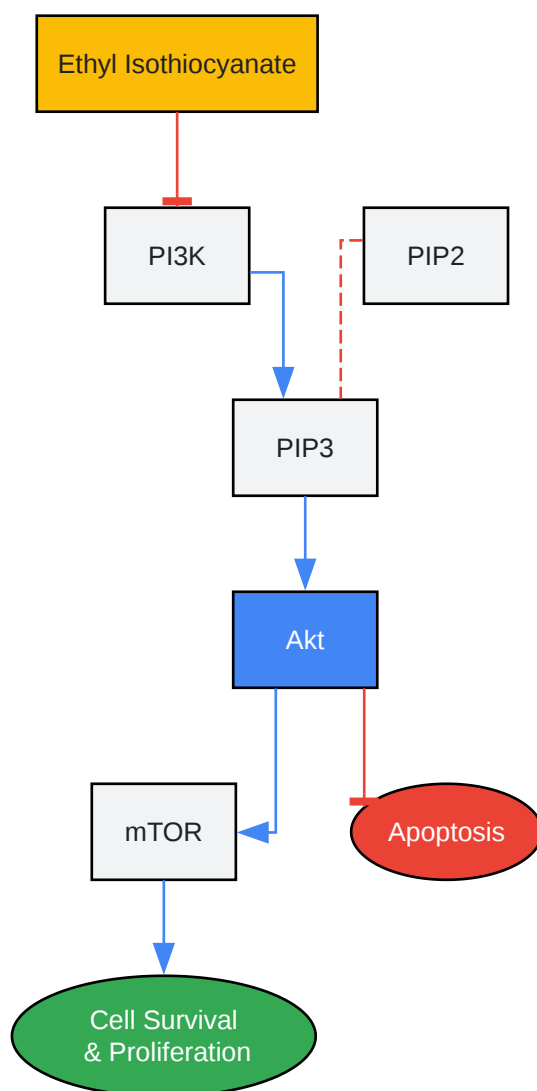 Ethyl Isothiocyanate
PI3K
PIP2
PIP3
Akt
mTOR
Apoptosis
Cell Survival
& Proliferation